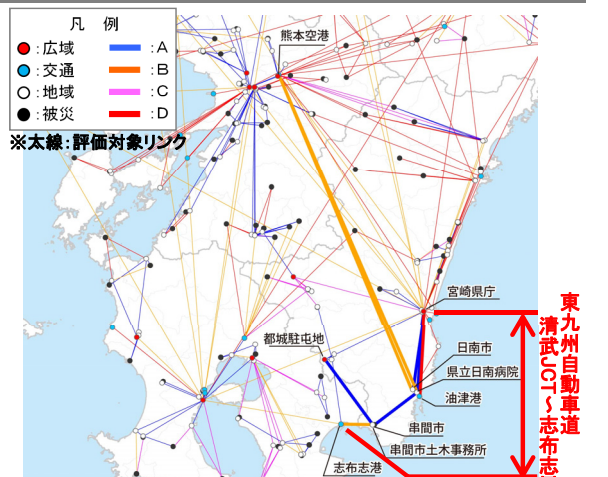 凡 例
：広域 ：A
：交通 ：B
：地域 ：C
：被災 ：D
※太線：評価対象リンク
熊本空港
宮崎県庁
都城駐屯地
日南市
県立日南病院
油津港
串間市
串間市土木事務所
志布志港
東九州自動車道
清武JCT～志布志